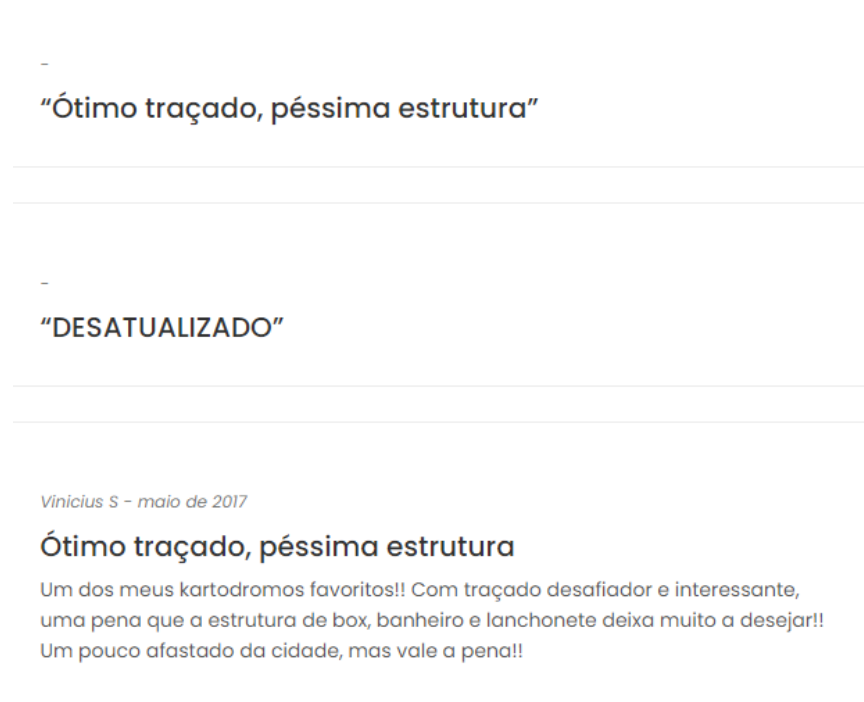 -
“Ótimo traçado, péssima estrutura”
-
“DESATUALIZADO”
Vinicius S - maio de 2017
Ótimo traçado, péssima estrutura
Um dos meus kartodromos favoritos!! Com traçado desafiador e interessante,
uma pena que a estrutura de box, banheiro e lanchonete deixa muito a desejar!!
Um pouco afastado da cidade, mas vale a pena!!